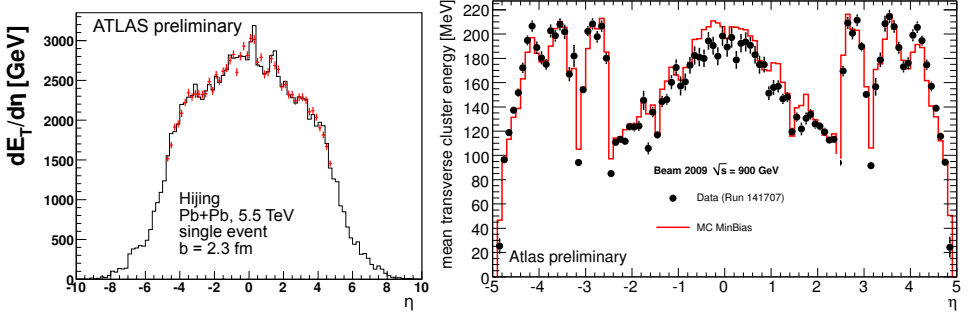 ATLAS preliminary
dE_T/dη [GeV]
3000
2500
2000
1500
1000
500
0
Hijing
Pb+Pb, 5.5 TeV
single event
b = 2.3 fm
-10 -8 -6 -4 -2 0 2 4 6 8 10
η
mean transverse cluster energy [MeV]
220
200
180
160
140
120
100
80
60
40
20
0
Beam 2009 √s = 900 GeV
Data (Run 141707)
MC MinBias
Atlas preliminary
-5 -4 -3 -2 -1 0 1 2 3 4 5
η